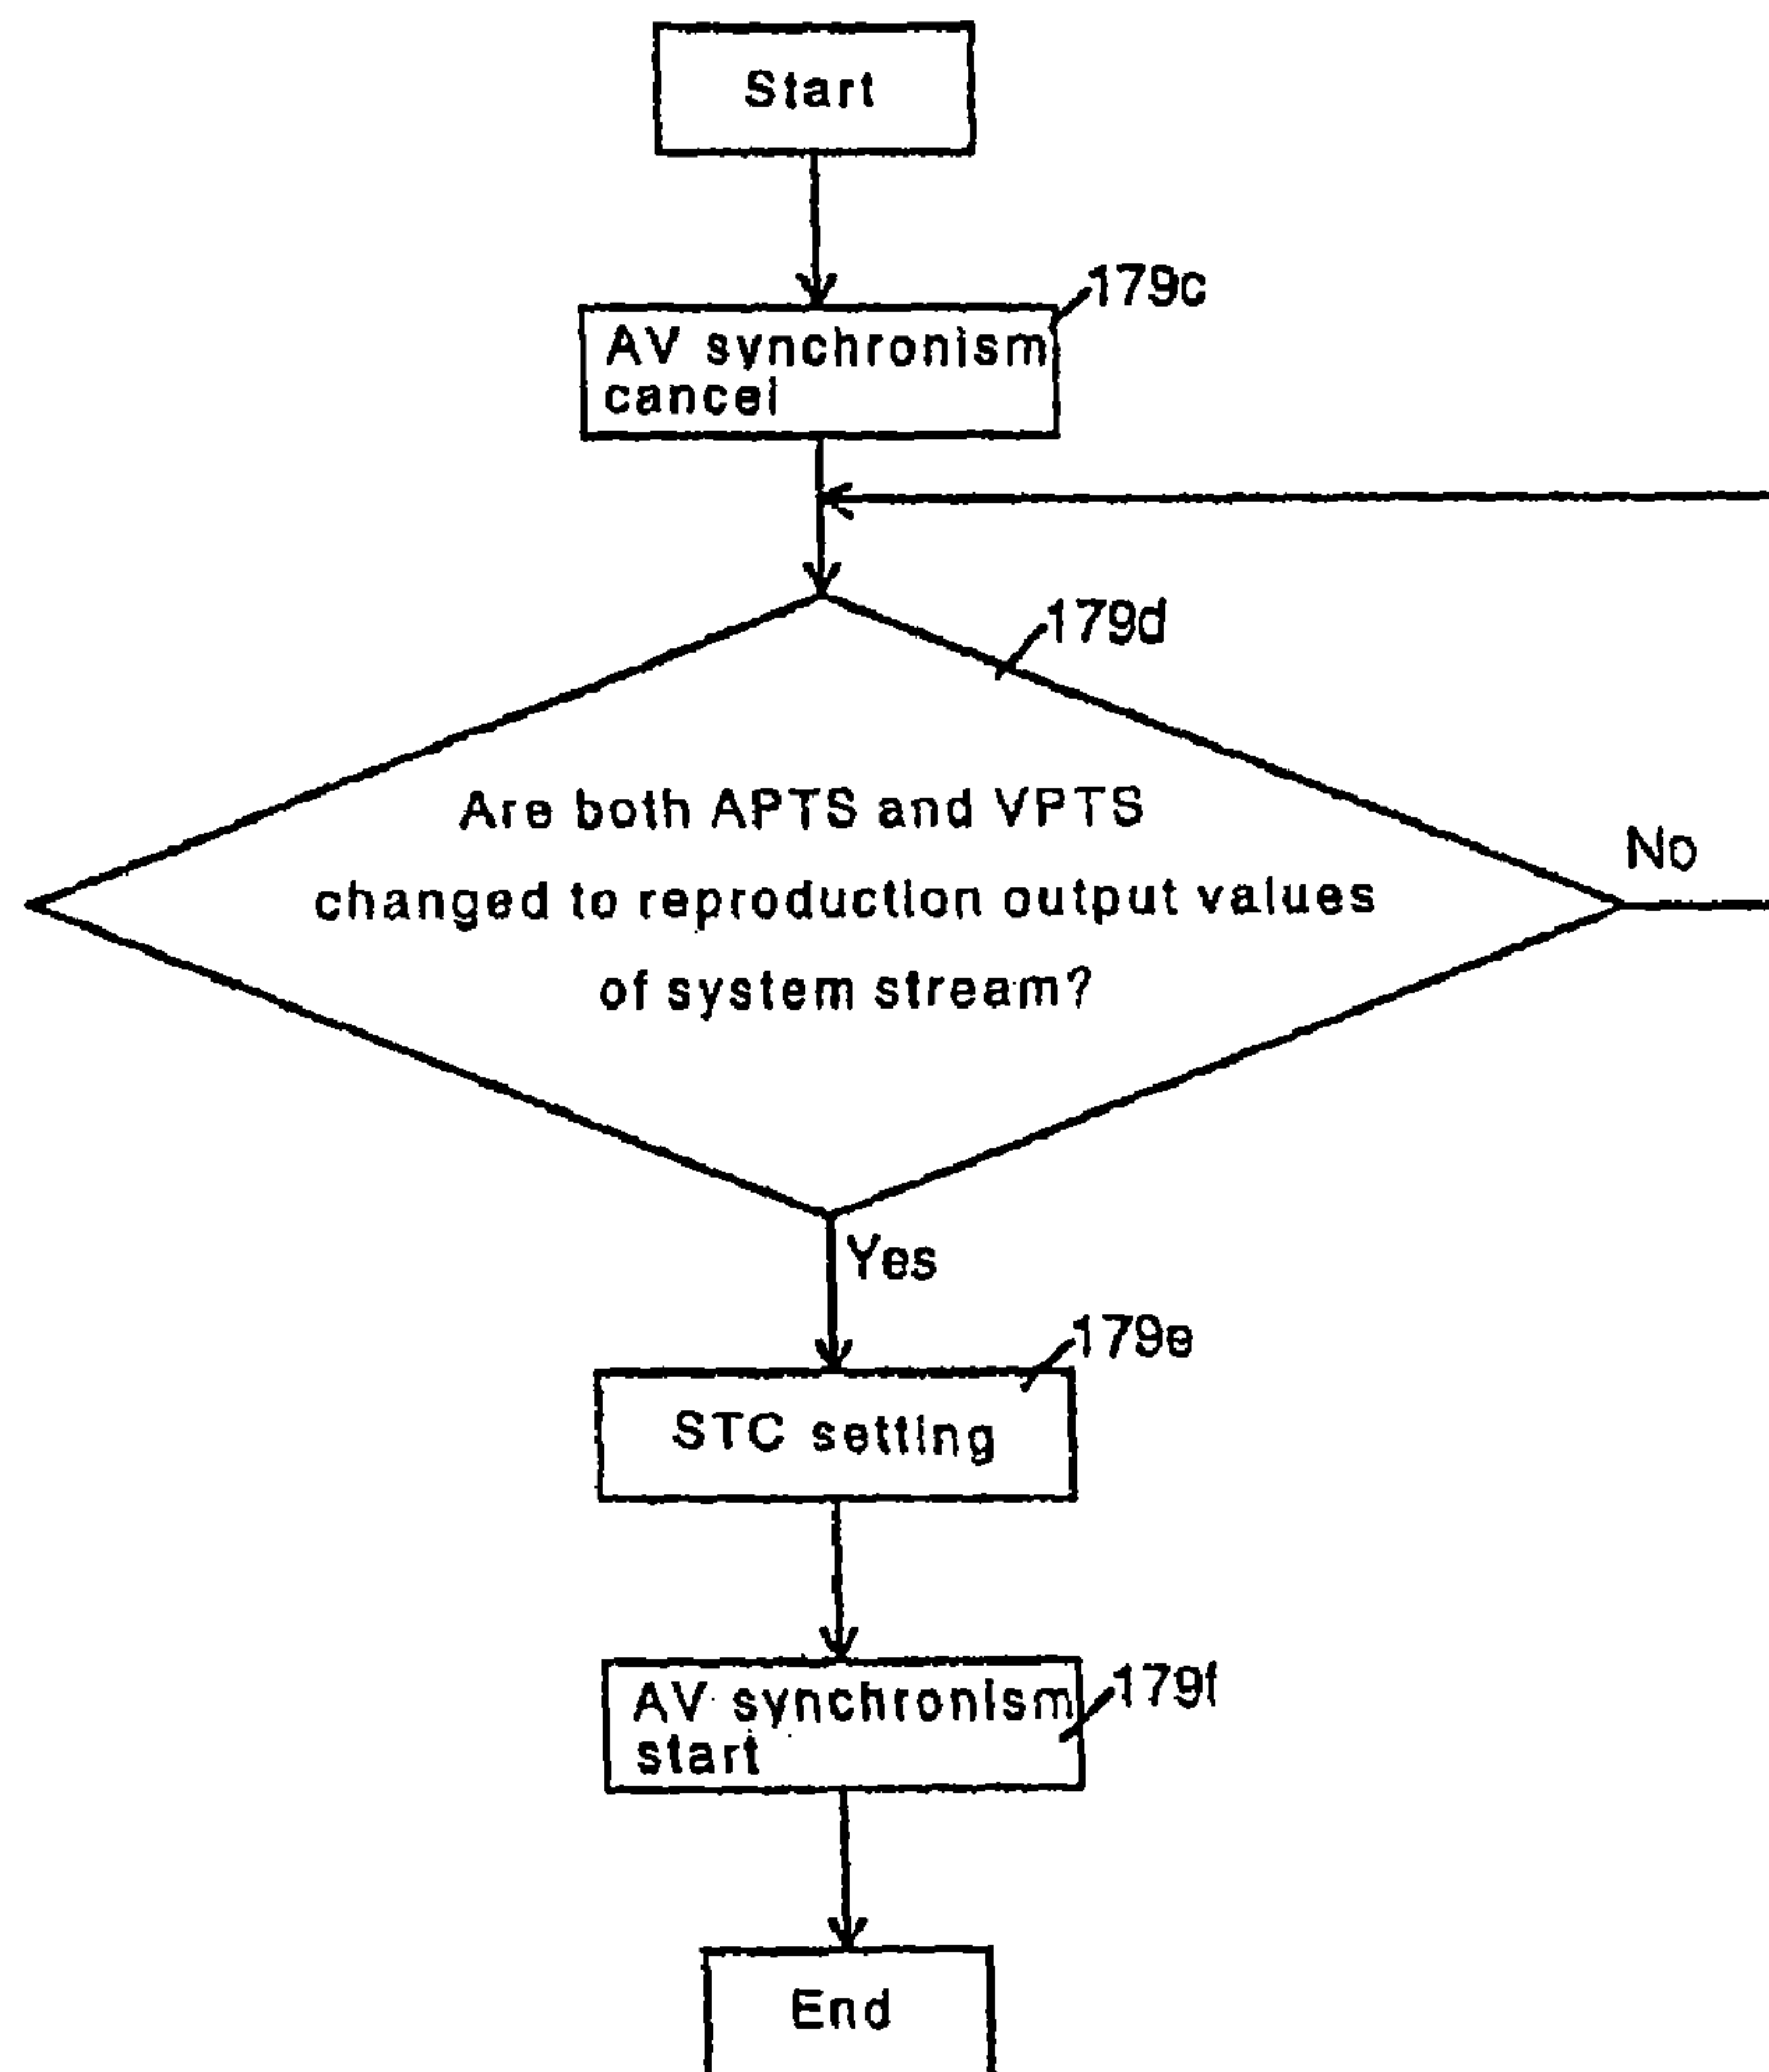 Start
179c
AV synchronism
cancel
179d
Are both APTS and VPTS
changed to reproduction output values
of system stream?
No
Yes
179e
STC setting
179f
AV synchronism
start
End